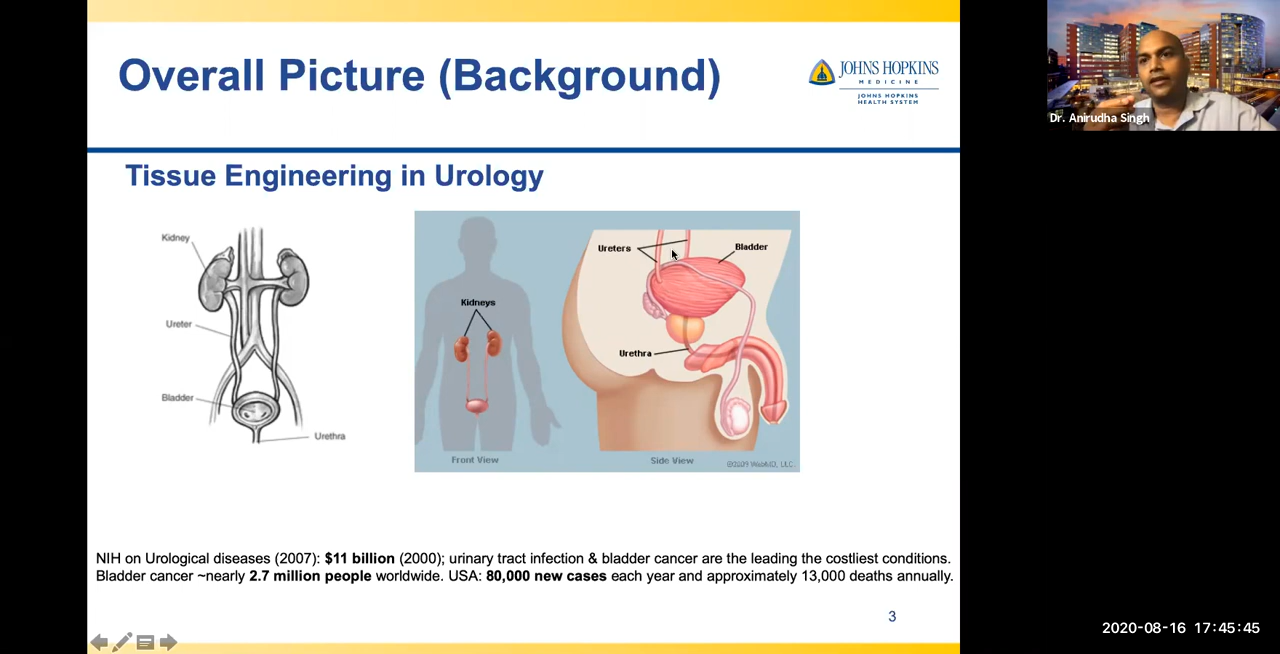 Overall Picture (Background)
JOHNS HOPKINS
MEDICINE
JOHNS HOPKINS
HEALTH SYSTEM
Dr. Anirudha Singh
Tissue Engineering in Urology
Kidney
Ureter
Bladder
Urethra
Kidneys
Front View
Ureters
Bladder
Urethra
Side View
©2009 WebMD, LLC.
NIH on Urological diseases (2007): $11 billion (2000); urinary tract infection & bladder cancer are the leading the costliest conditions.
Bladder cancer ~nearly 2.7 million people worldwide. USA: 80,000 new cases each year and approximately 13,000 deaths annually.
3
2020-08-16 17:45:45